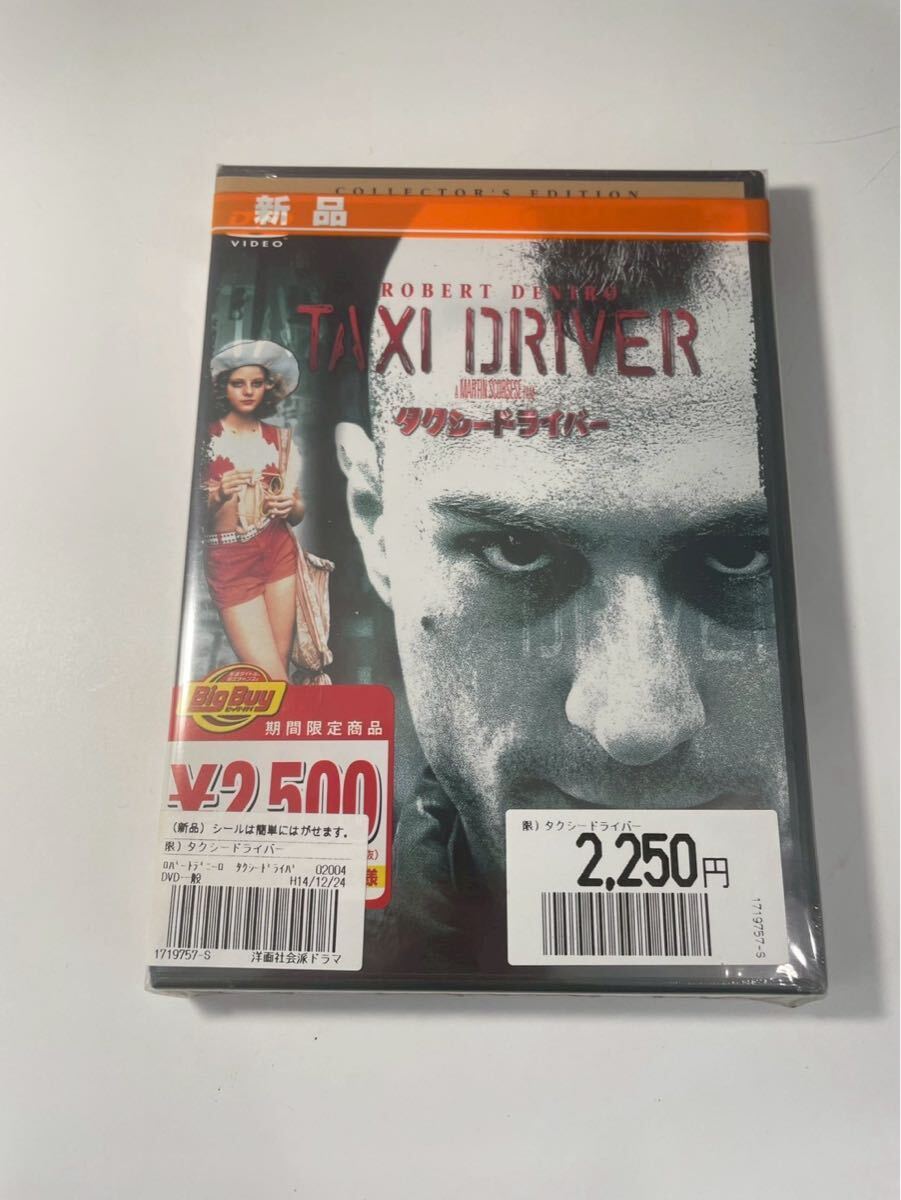 COLLECTOR'S EDITION
新品
VIDEO
ROBERT DENIRO
TAXI DRIVER
A MARTIN SCORSESE FILM
タクシードライバー
Big Buy
期間限定商品
¥2,500
(新品) シールは簡単にはがせます。
限) タクシードライバー
ロバートデニーロ タクシードライバ 02004
DVD一般 H14/12/24
1719757-S 洋画社会派ドラマ
様
限) タクシードライバー
2,250円
1719757-S